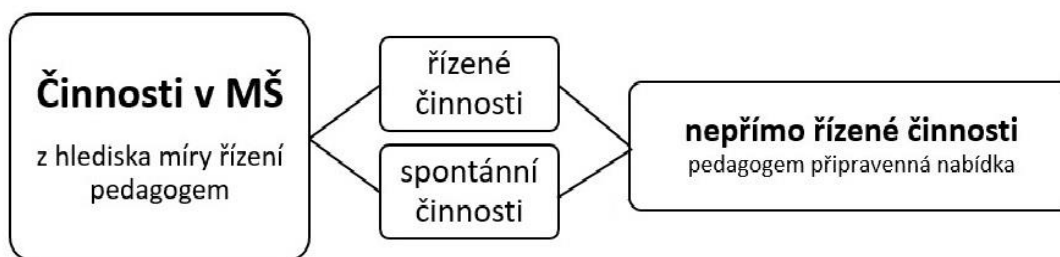 Činnosti v MŠ
z hlediska míry řízení
pedagogem
řízené
činnosti
spontánní
činnosti
nepřímo řízené činnosti
pedagogem připravenná nabídka